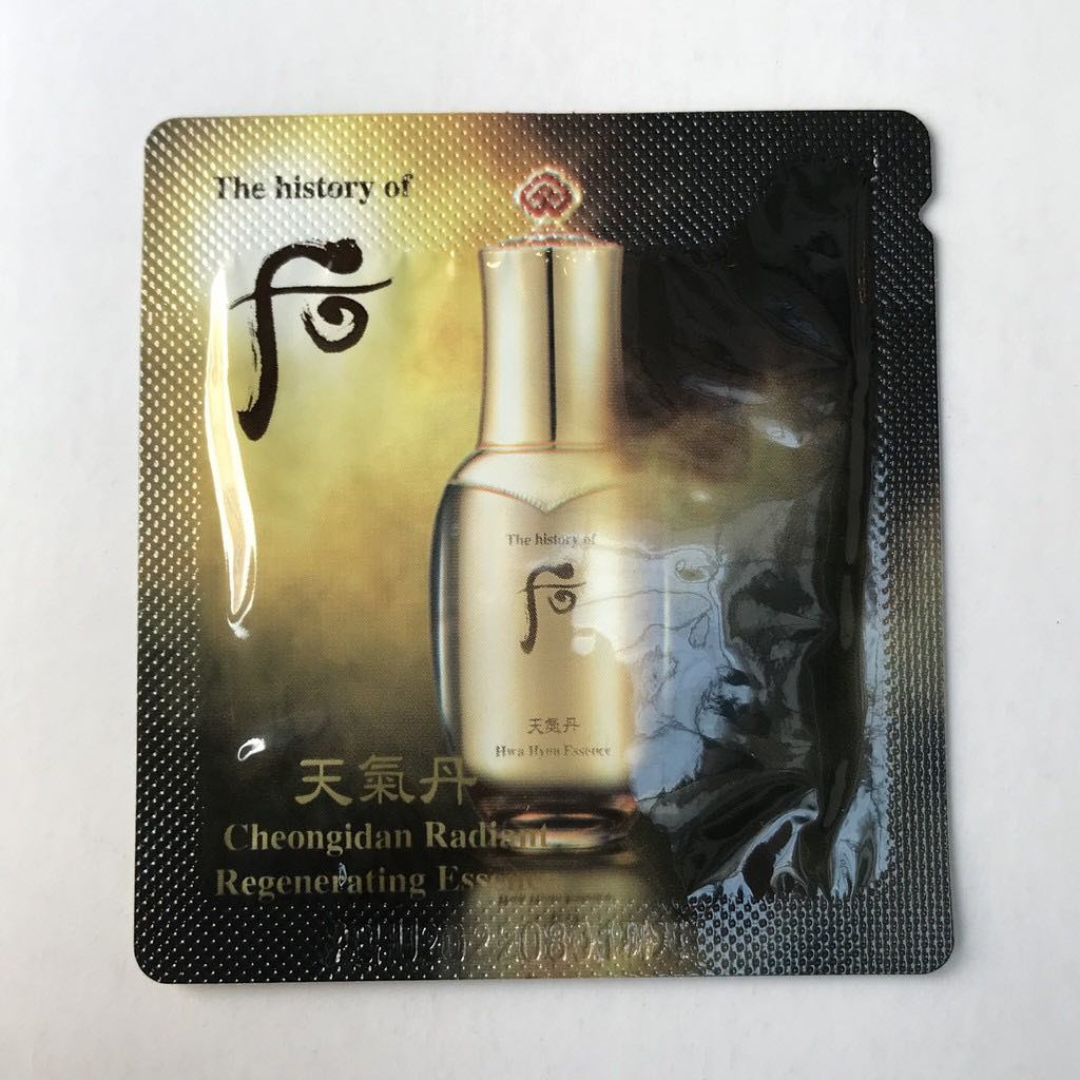 The history of
后
天氣丹
Cheongidan Radiant
Regenerating Essence
The history of
后
天氣丹
Hwa Hyun Essence